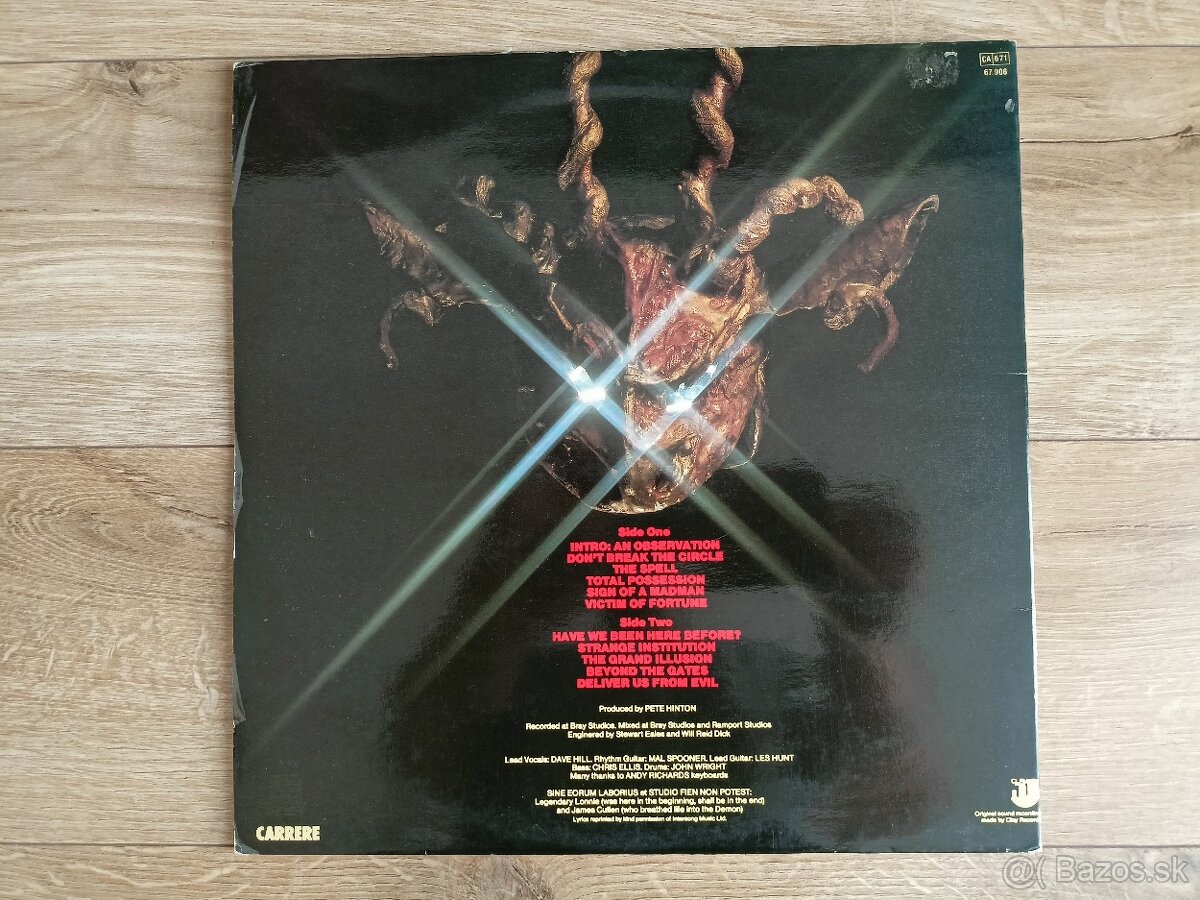 CA 671
67.906
Side One
INTRO: AN OBSERVATION
DON'T BREAK THE CIRCLE
THE SPELL
TOTAL POSSESSION
SIGN OF A MADMAN
VICTIM OF FORTUNE
Side Two
HAVE WE BEEN HERE BEFORE?
STRANGE INSTITUTION
THE GRAND ILLUSION
BEYOND THE GATES
DELIVER US FROM EVIL
Produced by PETE HINTON
Recorded at Bray Studios. Mixed at Bray Studios and Ramport Studios
Enginered by Stewart Eales and Will Reid Dick
Lead Vocals: DAVE HILL. Rhythm Guitar: MAL SPOONER. Lead Guitar: LES HUNT
Bass: CHRIS ELLIS. Drums: JOHN WRIGHT
Many thanks to ANDY RICHARDS keyboards
SINE EORUM LABORIUS et STUDIO FIEN NON POTEST:
Legendary Lonnie (was here in the beginning, shall be in the end)
and James Cullen (who breathed life into the Demon)
Lyrics reprinted by kind permission of Intersong Music Ltd.
Original sound recordin
made by Clay Record
CARRERE
@( Bazos.sk